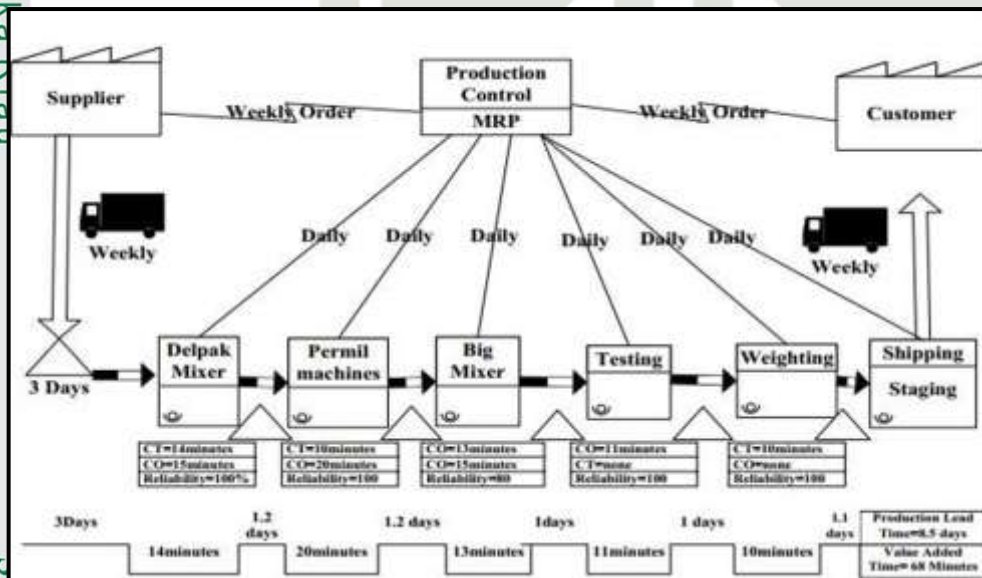 Supplier
Weekly Order
Production
Control
MRP
Weekly Order
Customer
Weekly
Daily
Daily
Daily
Daily
Daily
Daily
Weekly
3 Days
Delpak
Mixer
Permil
machines
Big
Mixer
Testing
Weighting
Shipping
Staging
CT=14minutes
CO=15minutes
Reliability=100%
CT=10minutes
CO=20minutes
Reliability=100
CO=13minutes
CO=15minutes
Reliability=80
CO=11minutes
CT=none
Reliability=100
CT=10minutes
CO=none
Reliability=100
3Days
1.2
days
1.2 days
1days
1 days
1.1
days
14minutes
20minutes
13minutes
11minutes
10minutes
Production Lead
Time=8.5 days
Value Added
Time= 68 Minutes